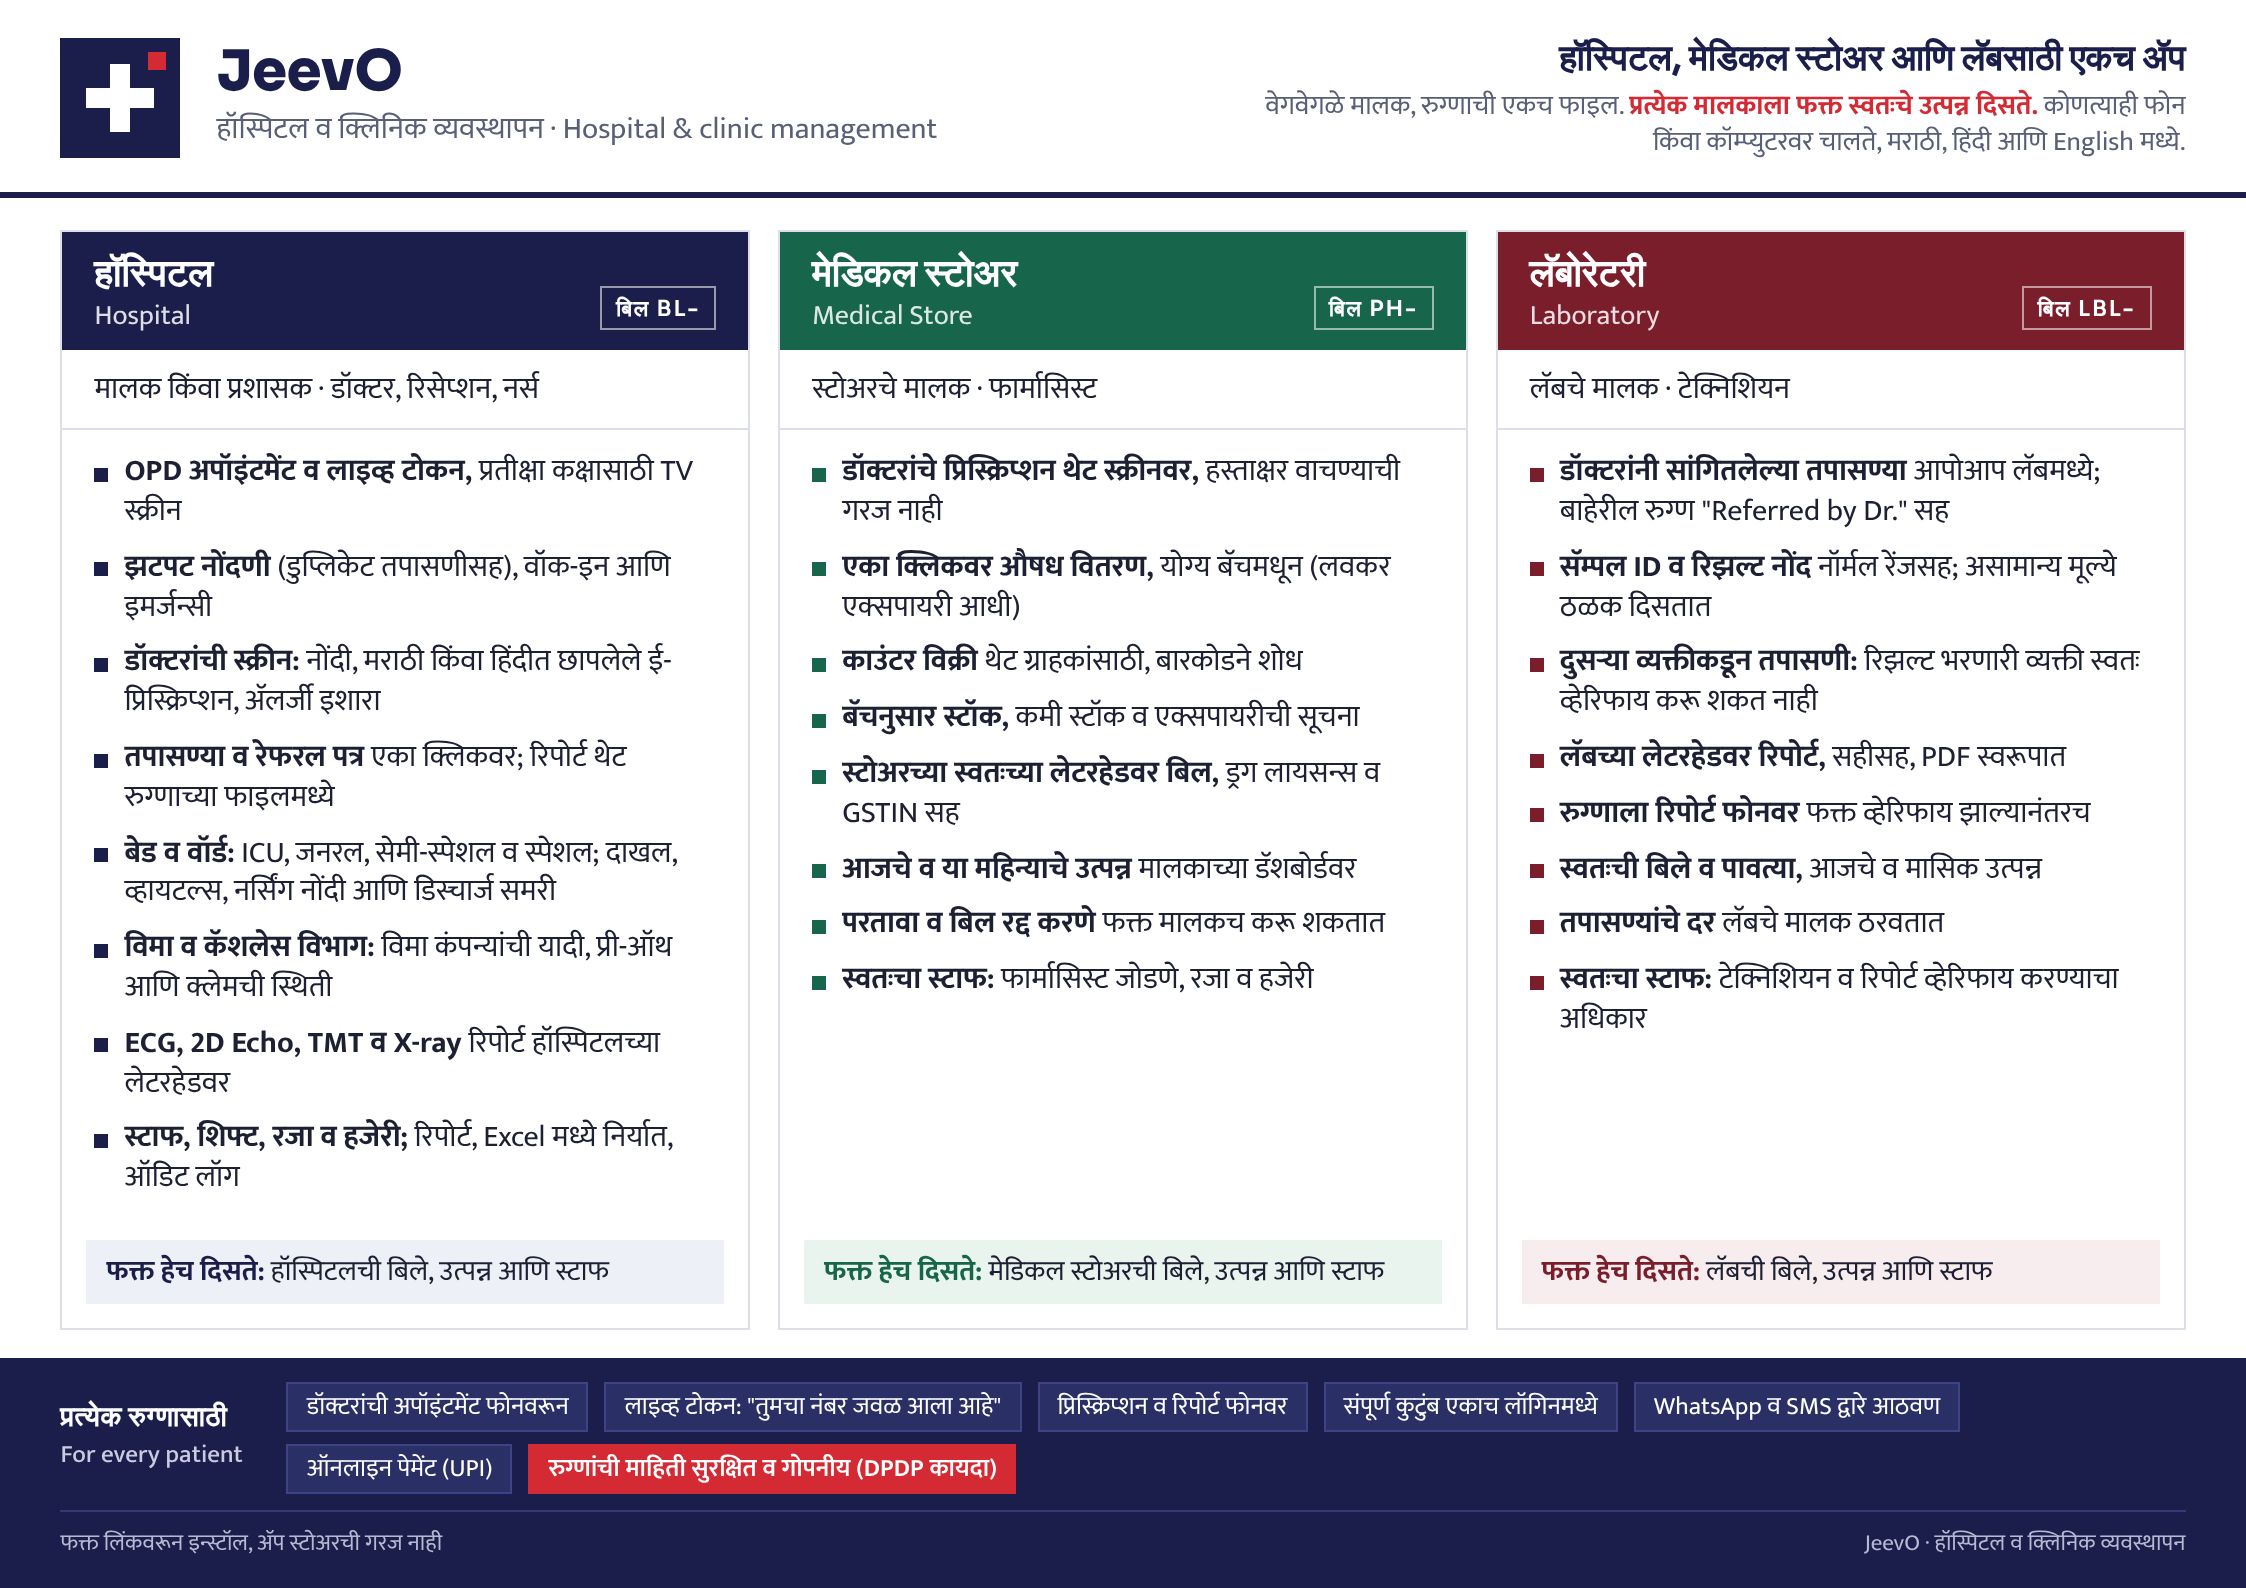 JeevO
हॉस्पिटल व क्लिनिक व्यवस्थापन · Hospital & clinic management
हॉस्पिटल, मेडिकल स्टोअर आणि लॅबसाठी एकच ॲप
वेगवेगळे मालक, रुग्णाची एकच फाइल. प्रत्येक मालकाला फक्त स्वतःचे उत्पन्न दिसते. कोणत्याही फोन
किंवा कॉम्प्युटरवर चालते, मराठी, हिंदी आणि English मध्ये.
हॉस्पिटल
Hospital
बिल BL-
मालक किंवा प्रशासक · डॉक्टर, रिसेप्शन, नर्स
OPD अपॉइंटमेंट व लाइव्ह टोकन, प्रतीक्षा कक्षासाठी TV
स्क्रीन
झटपट नोंदणी (डुप्लिकेट तपासणीसह), वॉक-इन आणि
इमर्जन्सी
डॉक्टरांची स्क्रीन: नोंदी, मराठी किंवा हिंदीत छापलेले ई-
प्रिस्क्रिप्शन, ॲलर्जी इशारा
तपासण्या व रेफरल पत्र एका क्लिकवर; रिपोर्ट थेट
रुग्णाच्या फाइलमध्ये
बेड व वॉर्ड: ICU, जनरल, सेमी-स्पेशल व स्पेशल; दाखल,
व्हायटल्स, नर्सिंग नोंदी आणि डिस्चार्ज समरी
विमा व कॅशलेस विभाग: विमा कंपन्यांची यादी, प्री-ऑथ
आणि क्लेमची स्थिती
ECG, 2D Echo, TMT व X-ray रिपोर्ट हॉस्पिटलच्या
लेटरहेडवर
स्टाफ, शिफ्ट, रजा व हजेरी; रिपोर्ट, Excel मध्ये निर्यात,
ऑडिट लॉग
फक्त हेच दिसते: हॉस्पिटलची बिले, उत्पन्न आणि स्टाफ
मेडिकल स्टोअर
Medical Store
बिल PH-
स्टोअरचे मालक · फार्मासिस्ट
डॉक्टरांचे प्रिस्क्रिप्शन थेट स्क्रीनवर, हस्ताक्षर वाचण्याची
गरज नाही
एका क्लिकवर औषध वितरण, योग्य बॅचमधून (लवकर
एक्सपायरी आधी)
काउंटर विक्री थेट ग्राहकांसाठी, बारकोडने शोध
बॅचनुसार स्टॉक, कमी स्टॉक व एक्सपायरीची सूचना
स्टोअरच्या स्वतःच्या लेटरहेडवर बिल, ड्रग लायसन्स व
GSTIN सह
आजचे व या महिन्याचे उत्पन्न मालकाच्या डॅशबोर्डवर
परतावा व बिल रद्द करणे फक्त मालकच करू शकतात
स्वतःचा स्टाफ: फार्मासिस्ट जोडणे, रजा व हजेरी
फक्त हेच दिसते: मेडिकल स्टोअरची बिले, उत्पन्न आणि स्टाफ
लॅबोरेटरी
Laboratory
बिल LBL-
लॅबचे मालक · टेक्निशियन
डॉक्टरांनी सांगितलेल्या तपासण्या आपोआप लॅबमध्ये;
बाहेरील रुग्ण "Referred by Dr." सह
सॅम्पल ID व रिझल्ट नोंद नॉर्मल रेंजसह; असामान्य मूल्ये
ठळक दिसतात
दुसऱ्या व्यक्तीकडून तपासणी: रिझल्ट भरणारी व्यक्ती स्वतः
व्हेरिफाय करू शकत नाही
लॅबच्या लेटरहेडवर रिपोर्ट, सहीसह, PDF स्वरूपात
रुग्णाला रिपोर्ट फोनवर फक्त व्हेरिफाय झाल्यानंतरच
स्वतःची बिले व पावत्या, आजचे व मासिक उत्पन्न
तपासण्यांचे दर लॅबचे मालक ठरवतात
स्वतःचा स्टाफ: टेक्निशियन व रिपोर्ट व्हेरिफाय करण्याचा
अधिकार
फक्त हेच दिसते: लॅबची बिले, उत्पन्न आणि स्टाफ
प्रत्येक रुग्णासाठी
For every patient
डॉक्टरांची अपॉइंटमेंट फोनवरून
लाइव्ह टोकन: "तुमचा नंबर जवळ आला आहे"
प्रिस्क्रिप्शन व रिपोर्ट फोनवर
संपूर्ण कुटुंब एकाच लॉगिनमध्ये
WhatsApp व SMS द्वारे आठवण
ऑनलाइन पेमेंट (UPI)
रुग्णांची माहिती सुरक्षित व गोपनीय (DPDP कायदा)
फक्त लिंकवरून इन्स्टॉल, ॲप स्टोअरची गरज नाही
JeevO · हॉस्पिटल व क्लिनिक व्यवस्थापन